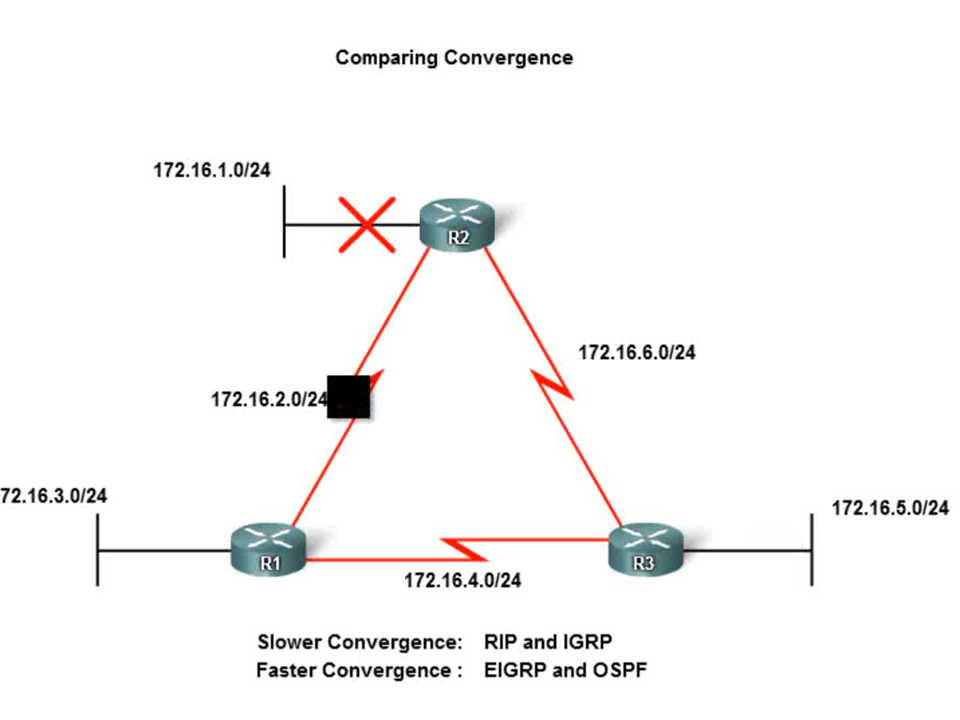 Comparing Convergence
172.16.1.0/24
R2
172.16.6.0/24
172.16.2.0/24
72.16.3.0/24
172.16.5.0/24
R1
R3
172.16.4.0/24
Slower Convergence: RIP and IGRP
Faster Convergence : EIGRP and OSPF